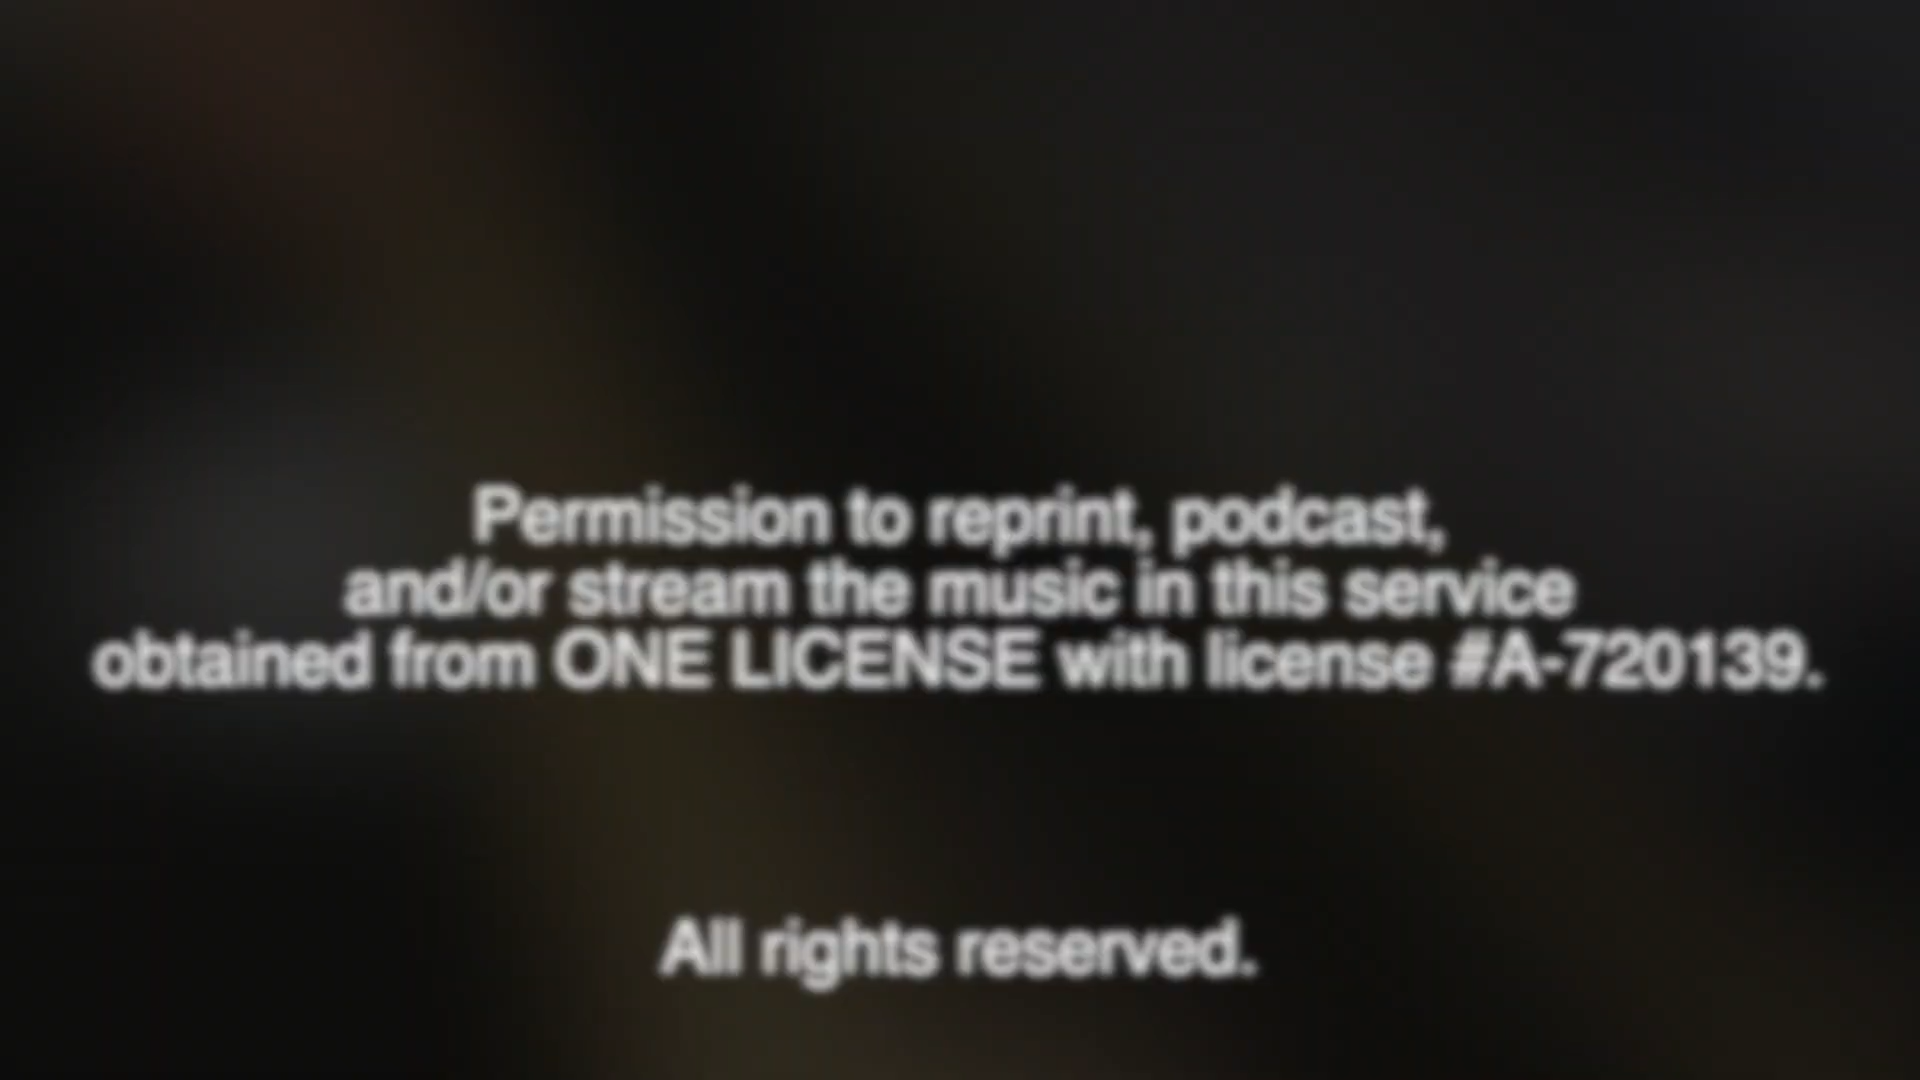 Permission to reprint, podcast,
and/or stream the music in this service
obtained from ONE LICENSE with license #A-720139.
All rights reserved.